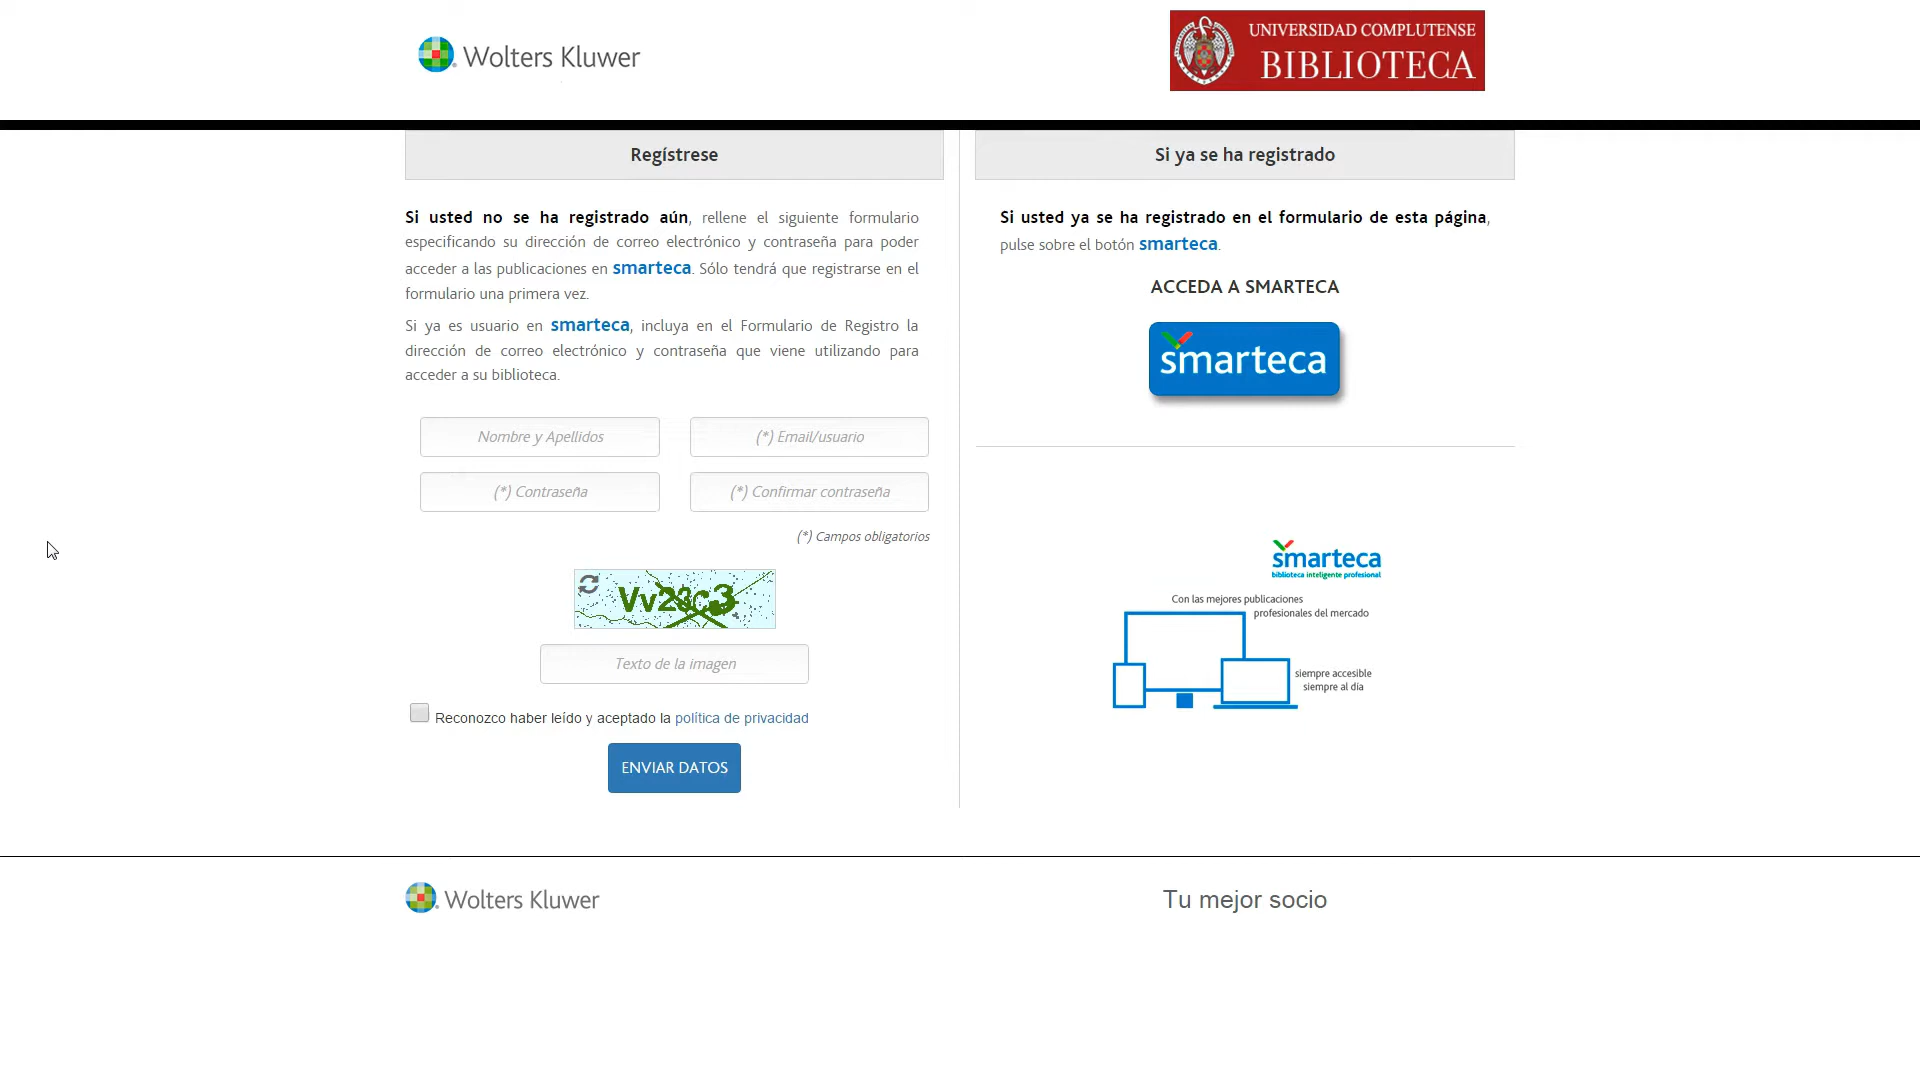 Wolters Kluwer
UNIVERSIDAD COMPLUTENSE
BIBLIOTECA
Regístrese
Si usted no se ha registrado aún, rellene el siguiente formulario
especificando su dirección de correo electrónico y contraseña para poder
acceder a las publicaciones en smarteca. Sólo tendrá que registrarse en el
formulario una primera vez.
Si ya es usuario en smarteca, incluya en el Formulario de Registro la
dirección de correo electrónico y contraseña que viene utilizando para
acceder a su biblioteca.
Nombre y Apellidos
(*) Email/usuario
(*) Contraseña
(*) Confirmar contraseña
(*) Campos obligatorios
Texto de la imagen
Reconozco haber leído y aceptado la política de privacidad
ENVIAR DATOS
Si ya se ha registrado
Si usted ya se ha registrado en el formulario de esta página,
pulse sobre el botón smarteca.
ACCEDA A SMARTECA
smarteca
smarteca
biblioteca inteligente profesional
Con las mejores publicaciones
profesionales del mercado
siempre accesible
siempre al día
Wolters Kluwer
Tu mejor socio